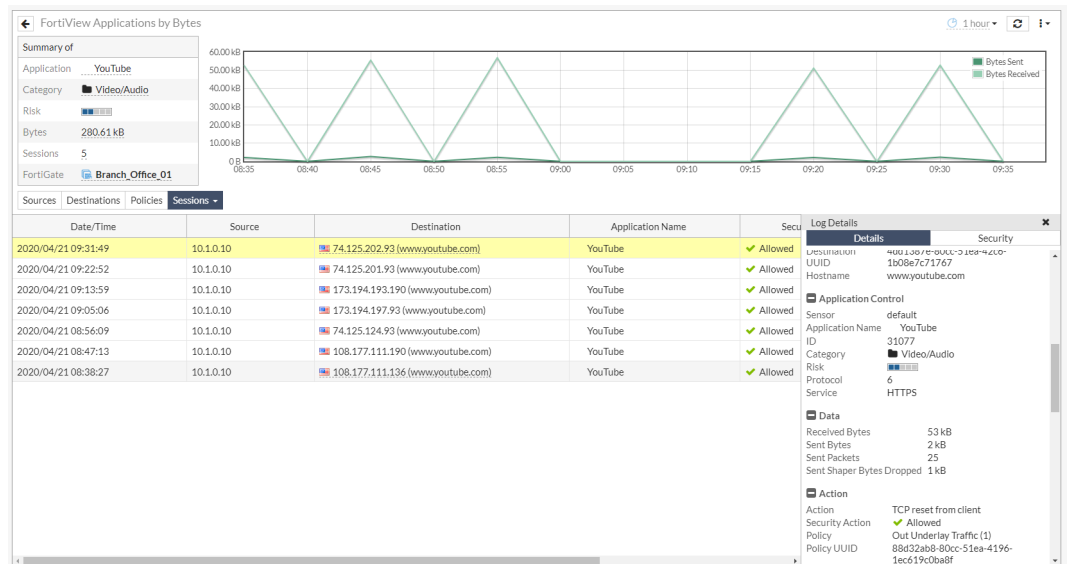 FortiView Applications by Bytes
1 hour
Summary of
Application YouTube
Category Video/Audio
Risk
Bytes 280.61 kB
Sessions 5
FortiGate Branch_Office_01
60.00 kB
50.00 kB
40.00 kB
30.00 kB
20.00 kB
10.00 kB
0 B
Bytes Sent
Bytes Received
08:35 08:40 08:45 08:50 08:55 09:00 09:05 09:10 09:15 09:20 09:25 09:30 09:35
Sources Destinations Policies Sessions
Date/Time Source Destination Application Name Secu
2020/04/21 09:31:49 10.1.0.10 74.125.202.93 (www.youtube.com) YouTube Allowed
2020/04/21 09:22:52 10.1.0.10 74.125.201.93 (www.youtube.com) YouTube Allowed
2020/04/21 09:13:59 10.1.0.10 173.194.193.190 (www.youtube.com) YouTube Allowed
2020/04/21 09:05:06 10.1.0.10 173.194.197.93 (www.youtube.com) YouTube Allowed
2020/04/21 08:56:09 10.1.0.10 74.125.124.93 (www.youtube.com) YouTube Allowed
2020/04/21 08:47:13 10.1.0.10 108.177.111.190 (www.youtube.com) YouTube Allowed
2020/04/21 08:38:27 10.1.0.10 108.177.111.136 (www.youtube.com) YouTube Allowed
Log Details
Details Security
Destination
UUID 1b08e7c71767
Hostname www.youtube.com
Application Control
Sensor default
Application Name YouTube
ID 31077
Category Video/Audio
Risk
Protocol 6
Service HTTPS
Data
Received Bytes 53 kB
Sent Bytes 2 kB
Sent Packets 25
Sent Shaper Bytes Dropped 1 kB
Action
Action TCP reset from client
Security Action Allowed
Policy Out Underlay Traffic (1)
Policy UUID 88d32ab8-80cc-51ea-4196-
1ec619c0ba8f